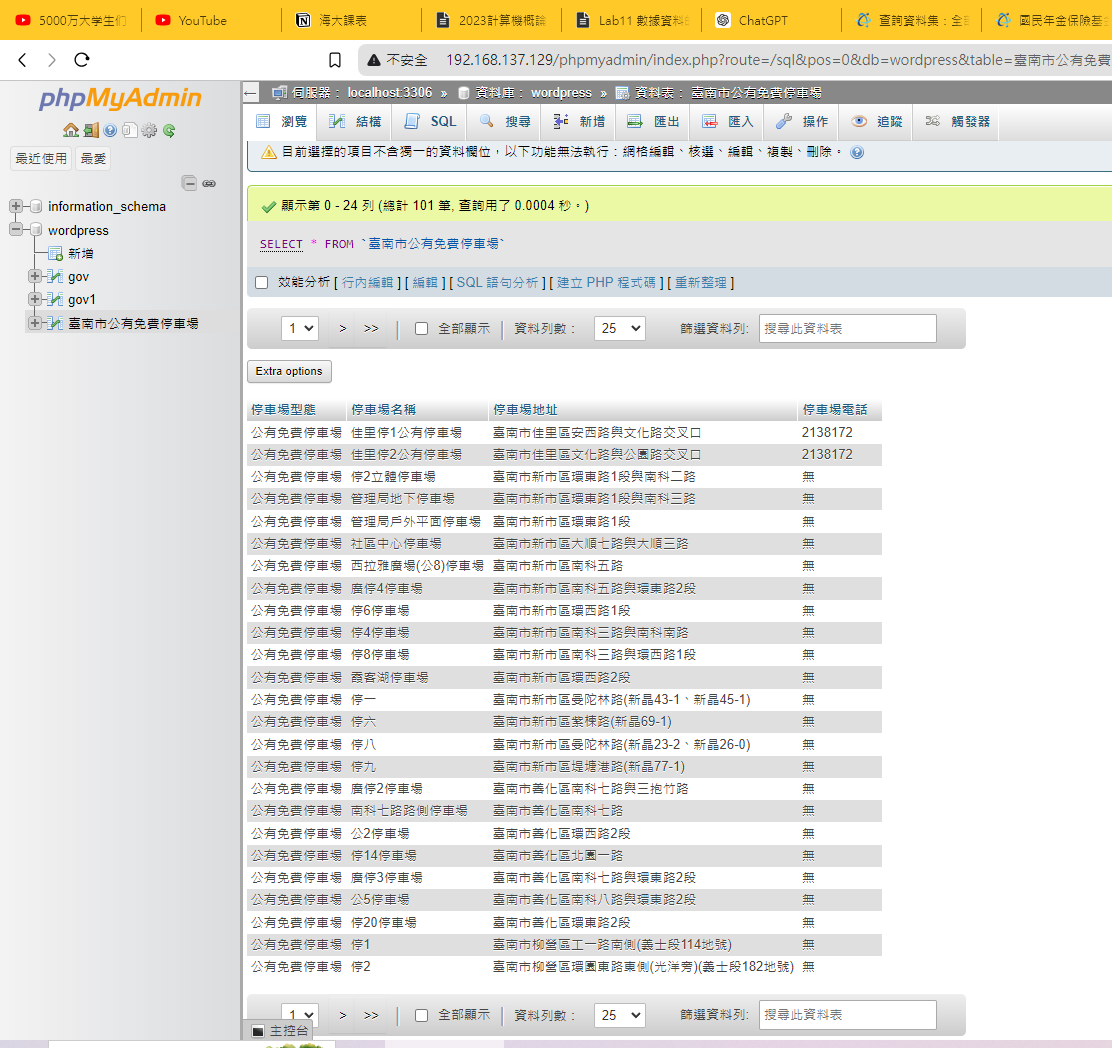 5000万大学生们
YouTube
海大課表
2023計算機概論
Lab11 數據資料
ChatGPT
查詢資料集：全
國民年金保險基
不安全 192.168.137.129/phpmyadmin/index.php?route=/sql&pos=0&db=wordpress&table=臺南市公有免費
phpMyAdmin
最近使用 最愛
information_schema
wordpress
新增
gov
gov1
臺南市公有免費停車場
伺服器： localhost:3306 » 資料庫： wordpress » 資料表： 臺南市公有免費停車場
瀏覽 結構 SQL 搜尋 新增 匯出 匯入 操作 追蹤 觸發器
目前選擇的項目不含獨一的資料欄位，以下功能無法執行：網格編輯、核選、編輯、複製、刪除。
顯示第 0 - 24 列 (總計 101 筆, 查詢用了 0.0004 秒。)
SELECT * FROM `臺南市公有免費停車場`
效能分析 [ 行內編輯 ] [ 編輯 ] [ SQL 語句分析 ] [ 建立 PHP 程式碼 ] [ 重新整理 ]
1 > >> 全部顯示 資料列數： 25 篩選資料列: 搜尋此資料表
Extra options
停車場型態 停車場名稱 停車場地址 停車場電話
公有免費停車場 佳里停1公有停車場 臺南市佳里區安西路與文化路交叉口 2138172
公有免費停車場 佳里停2公有停車場 臺南市佳里區文化路與公園路交叉口 2138172
公有免費停車場 停2立體停車場 臺南市新市區環東路1段與南科二路 無
公有免費停車場 管理局地下停車場 臺南市新市區環東路1段與南科三路 無
公有免費停車場 管理局戶外平面停車場 臺南市新市區環東路1段 無
公有免費停車場 社區中心停車場 臺南市新市區大順七路與大順三路 無
公有免費停車場 西拉雅廣場(公8)停車場 臺南市新市區南科五路 無
公有免費停車場 廣停4停車場 臺南市新市區南科五路與環東路2段 無
公有免費停車場 停6停車場 臺南市新市區環西路1段 無
公有免費停車場 停4停車場 臺南市新市區南科三路與南科南路 無
公有免費停車場 停8停車場 臺南市新市區南科三路與環西路1段 無
公有免費停車場 霞客湖停車場 臺南市新市區環西路2段 無
公有免費停車場 停一 臺南市新市區曼陀林路(新晶43-1、新晶45-1) 無
公有免費停車場 停六 臺南市新市區紫楝路(新晶69-1) 無
公有免費停車場 停八 臺南市新市區曼陀林路(新晶23-2、新晶26-0) 無
公有免費停車場 停九 臺南市新市區堤塘港路(新晶77-1) 無
公有免費停車場 廣停2停車場 臺南市善化區南科七路與三抱竹路 無
公有免費停車場 南科七路路側停車場 臺南市善化區南科七路 無
公有免費停車場 公2停車場 臺南市善化區環西路2段 無
公有免費停車場 停14停車場 臺南市善化區北園一路 無
公有免費停車場 廣停3停車場 臺南市善化區南科七路與環東路2段 無
公有免費停車場 公5停車場 臺南市善化區南科八路與環東路2段 無
公有免費停車場 停20停車場 臺南市善化區環東路2段 無
公有免費停車場 停1 臺南市柳營區工一路南側(義士段114地號) 無
公有免費停車場 停2 臺南市柳營區環園東路東側(光洋旁)(義士段182地號) 無
1 > >> 全部顯示 資料列數： 25 篩選資料列: 搜尋此資料表
主控台